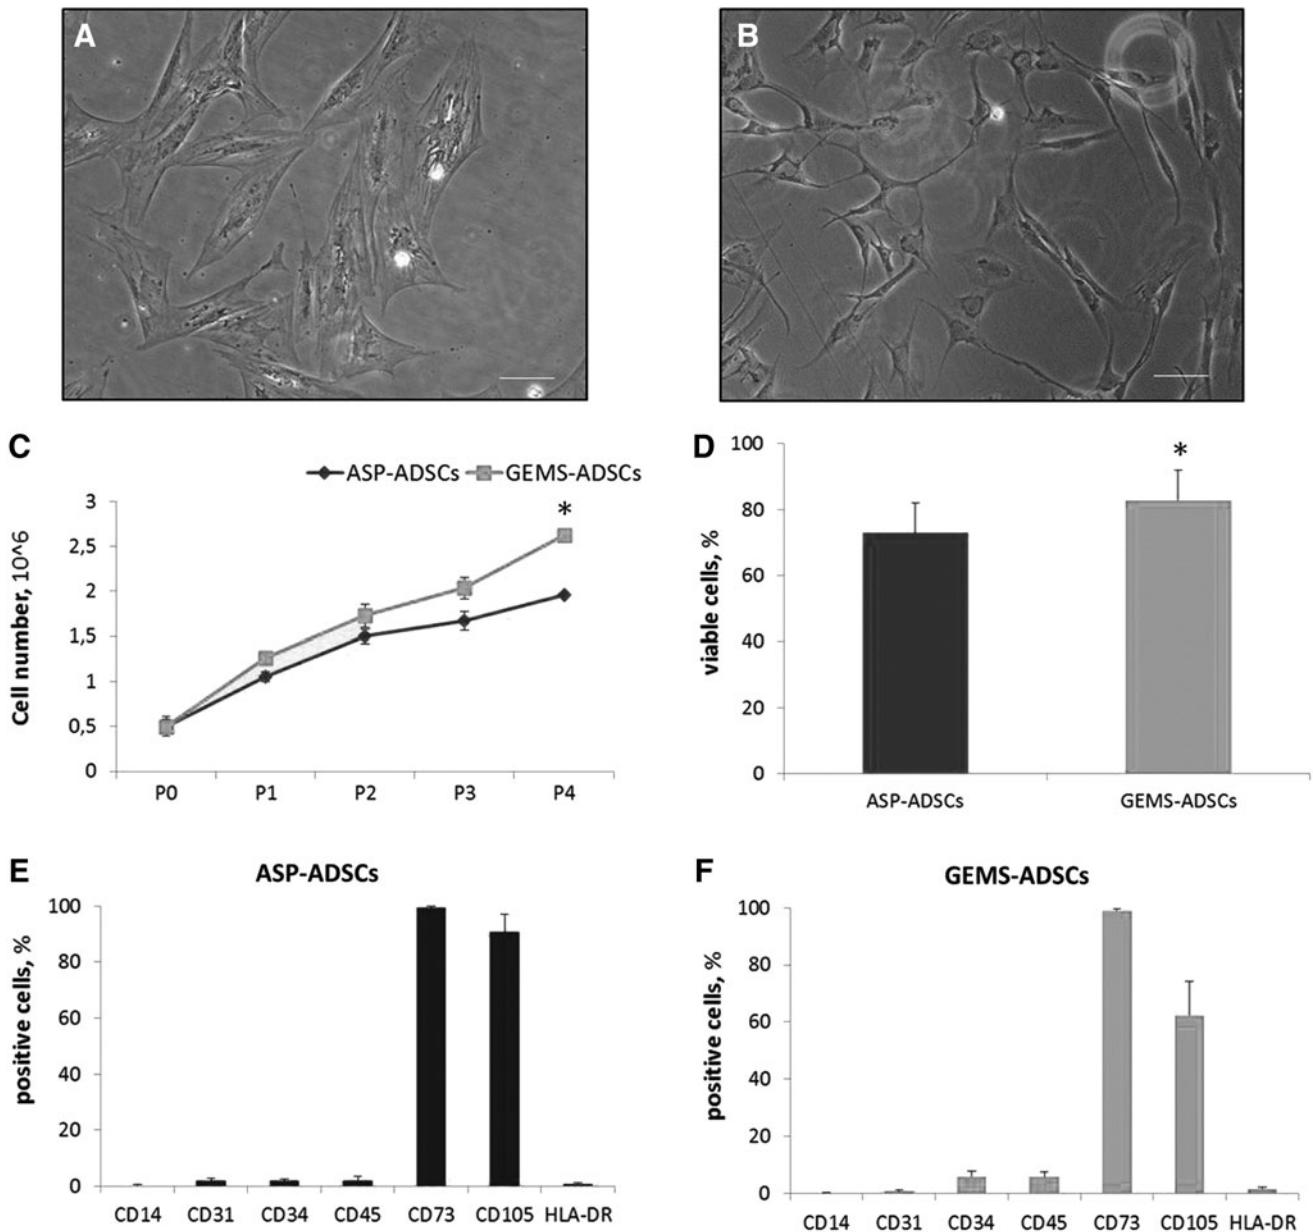 A
B
C
ASP-ADSCs GEMS-ADSCs
*
Cell number, 10^6
3
2,5
2
1,5
1
0,5
0
P0 P1 P2 P3 P4
D
*
viable cells, %
100
80
60
40
20
0
ASP-ADSCs GEMS-ADSCs
E
ASP-ADSCs
positive cells, %
100
80
60
40
20
0
CD14 CD31 CD34 CD45 CD73 CD105 HLA-DR
F
GEMS-ADSCs
positive cells, %
100
80
60
40
20
0
CD14 CD31 CD34 CD45 CD73 CD105 HLA-DR